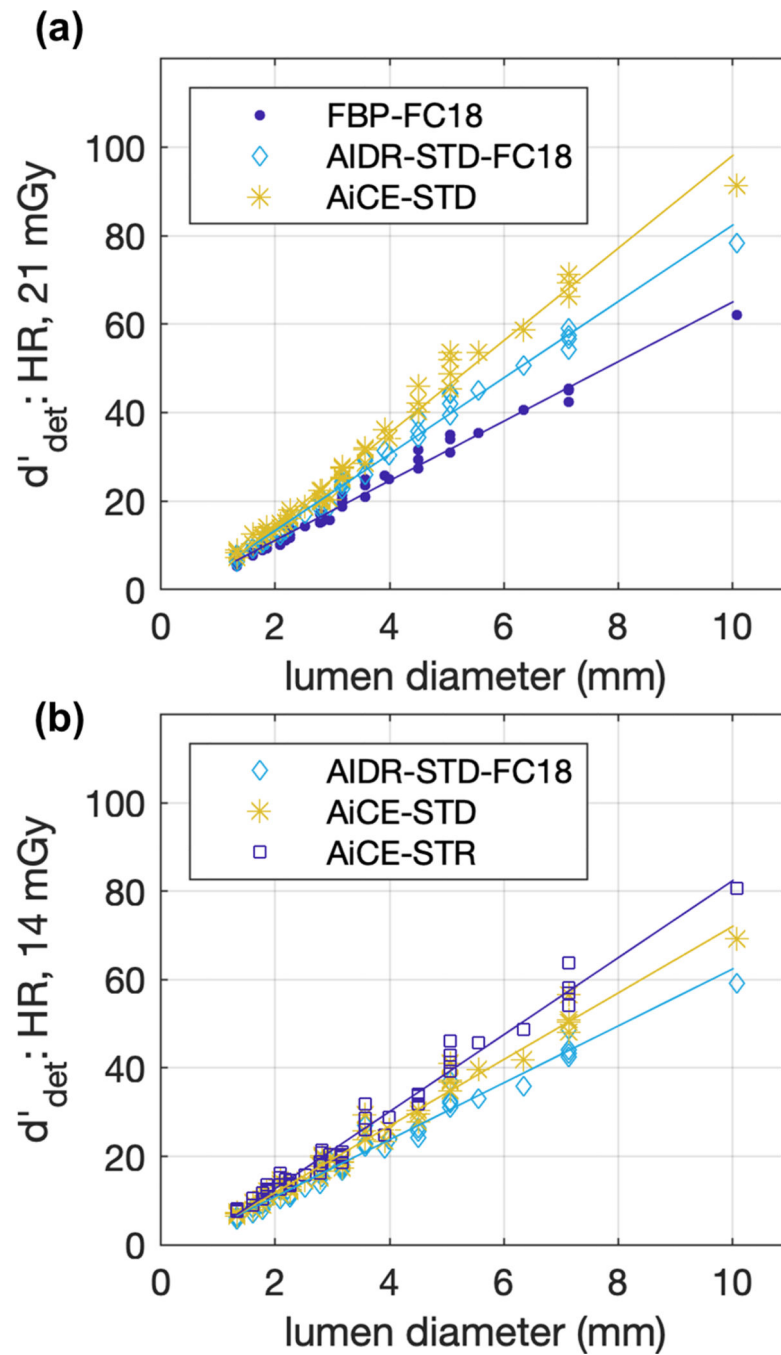 (a)
FBP-FC18
AIDR-STD-FC18
AiCE-STD
d'det: HR, 21 mGy
100
80
60
40
20
0
0 2 4 6 8 10
lumen diameter (mm)
(b)
AIDR-STD-FC18
AiCE-STD
AiCE-STR
d'det: HR, 14 mGy
100
80
60
40
20
0
0 2 4 6 8 10
lumen diameter (mm)